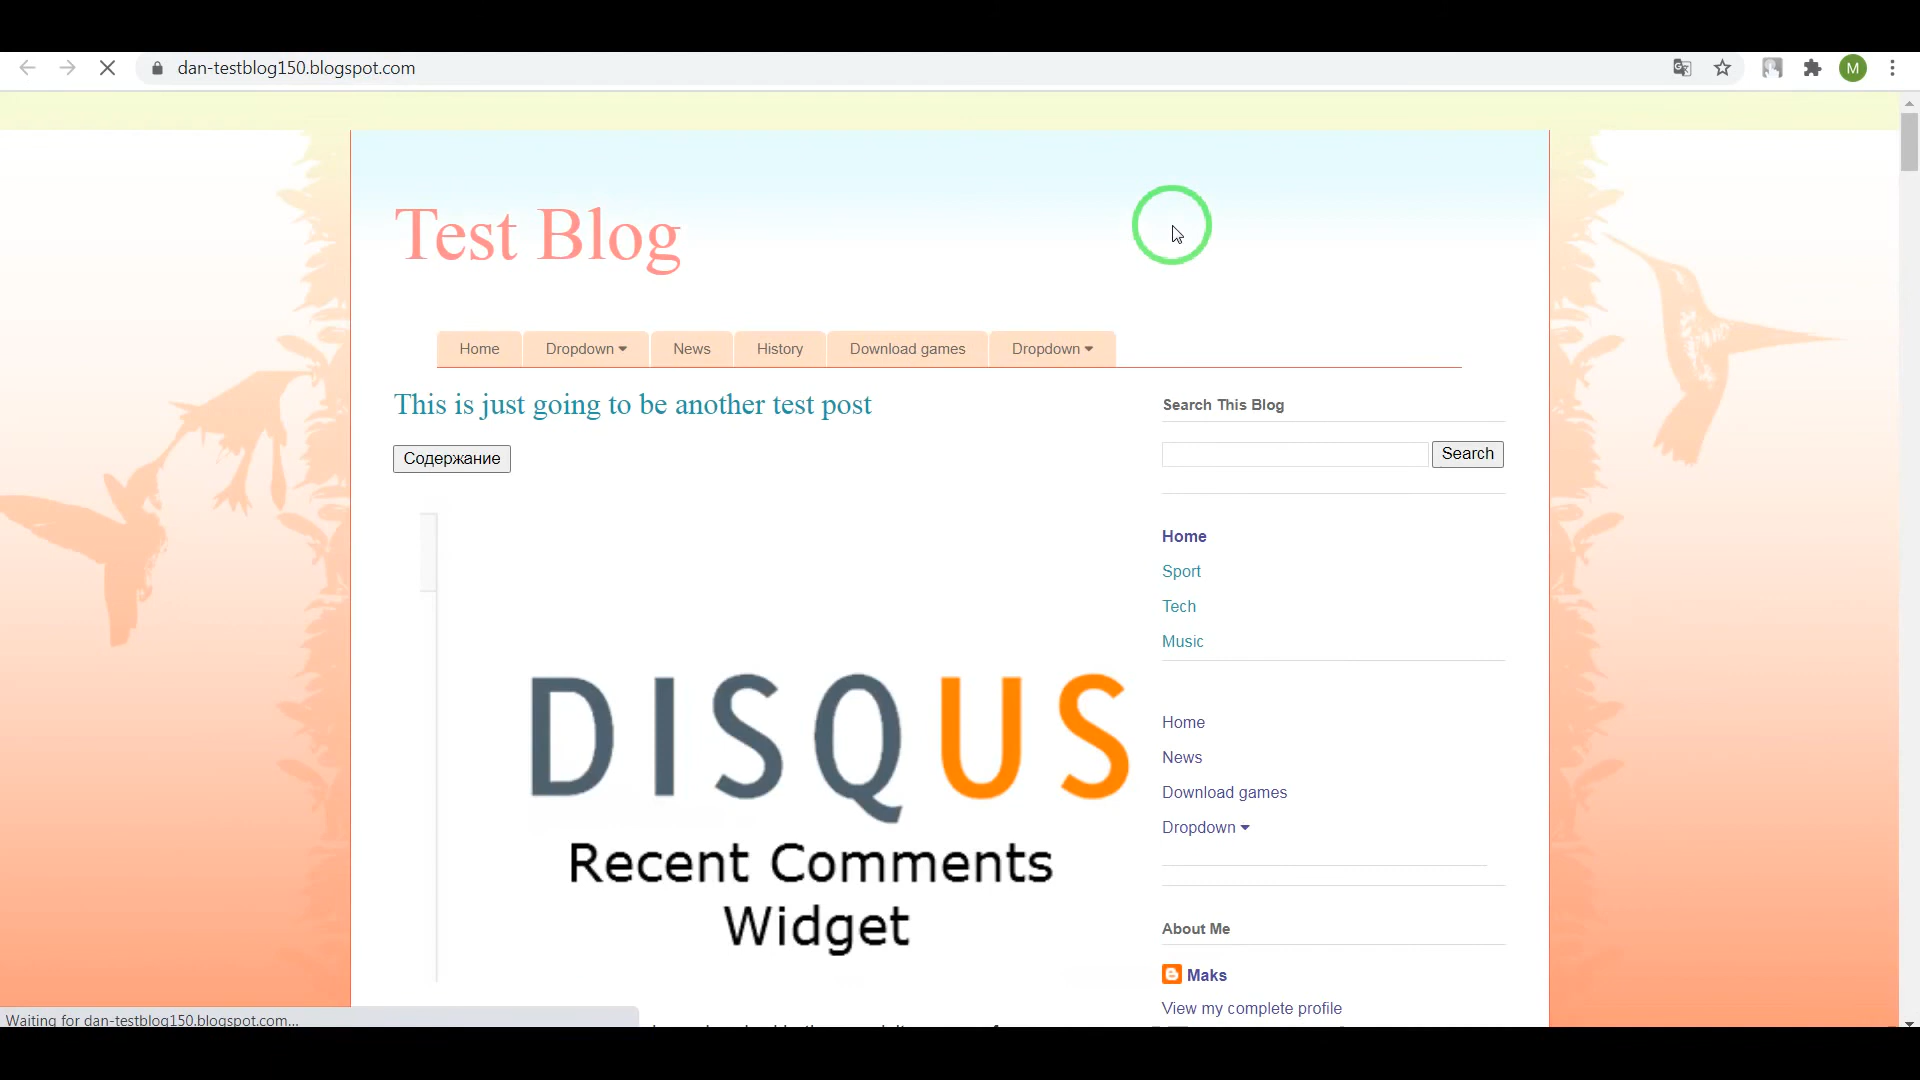 dan-testblog150.blogspot.com
M
Test Blog
Home Dropdown News History Download games Dropdown
This is just going to be another test post
Содержание
DISQUS
Recent Comments
Widget
Search This Blog
Search
Home
Sport
Tech
Music
Home
News
Download games
Dropdown
About Me
Maks
View my complete profile
Waiting for dan-testblog150.blogspot.com...